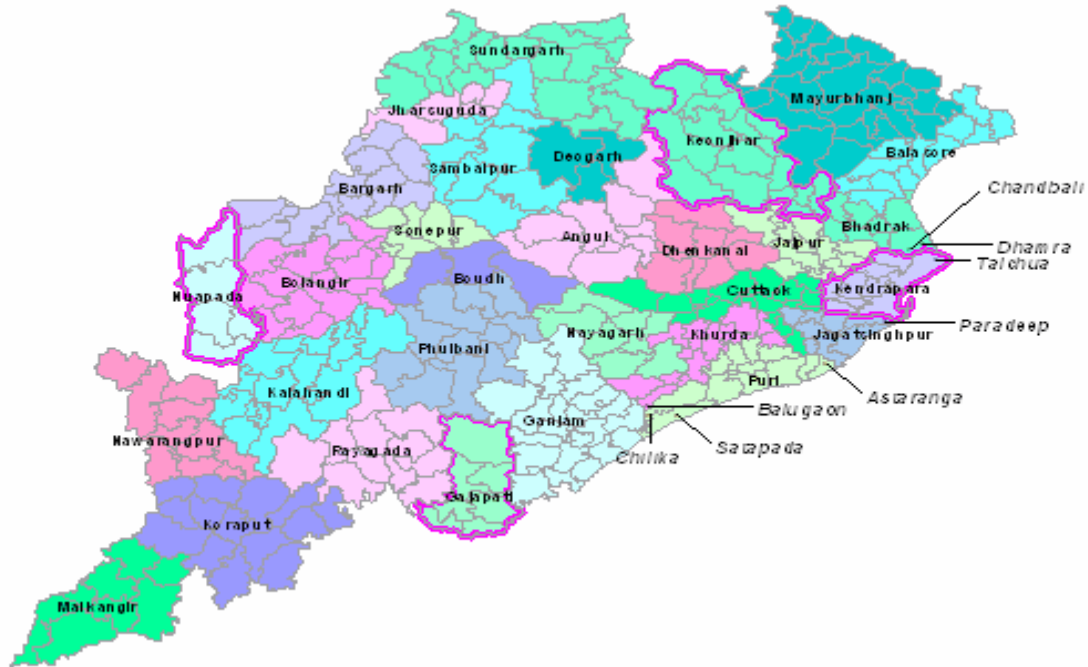 Sundargarh
Mayurbhanj
Jharsuguda
Keonjhar
Balasore
Deogarh
Sambalpur
Bargarh
Chandbali
Sonepur
Angul
Jajpur
Bhadrak
Dhamra
Dhenkanal
Talchua
Boudh
Bolangir
Nuapada
Cuttack
Kendrapara
Nayagarh
Khurda
Jagatsinghpur
Paradeep
Phulbani
Puri
Kalahandi
Astaranga
Balugaon
Ganjam
Nawarangpur
Rayagada
Satapada
Chilika
Gajapati
Koraput
Malkangir